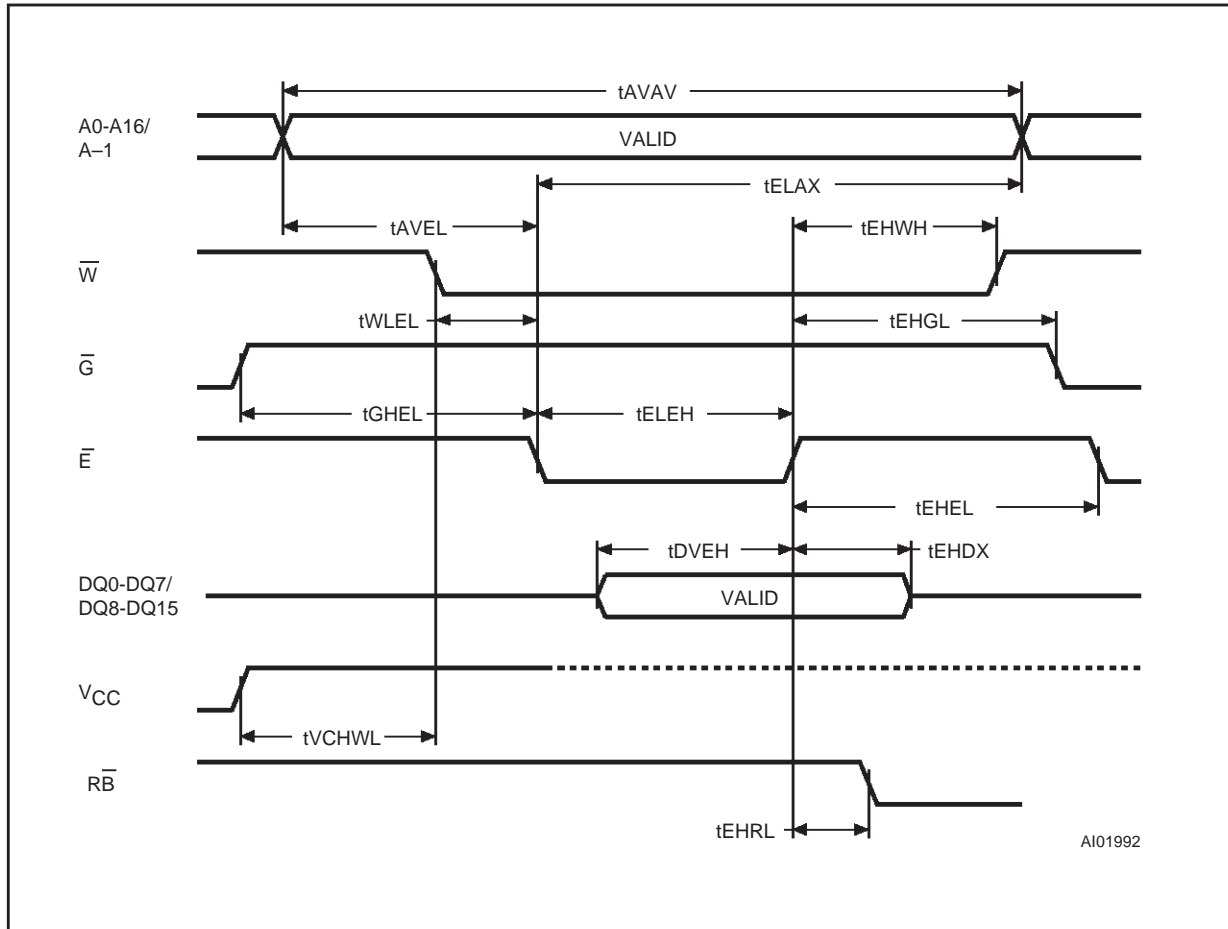 tAVAV
A0-A16/
A–1
VALID
tELAX
tAVEL
tEHWH
W̅
tWLEL
tEHGL
G̅
tGHEL
tELEH
E̅
tEHEL
tDVEH
tEHDX
DQ0-DQ7/
DQ8-DQ15
VALID
VCC
tVCHWL
RB̅
tEHRL
AI01992